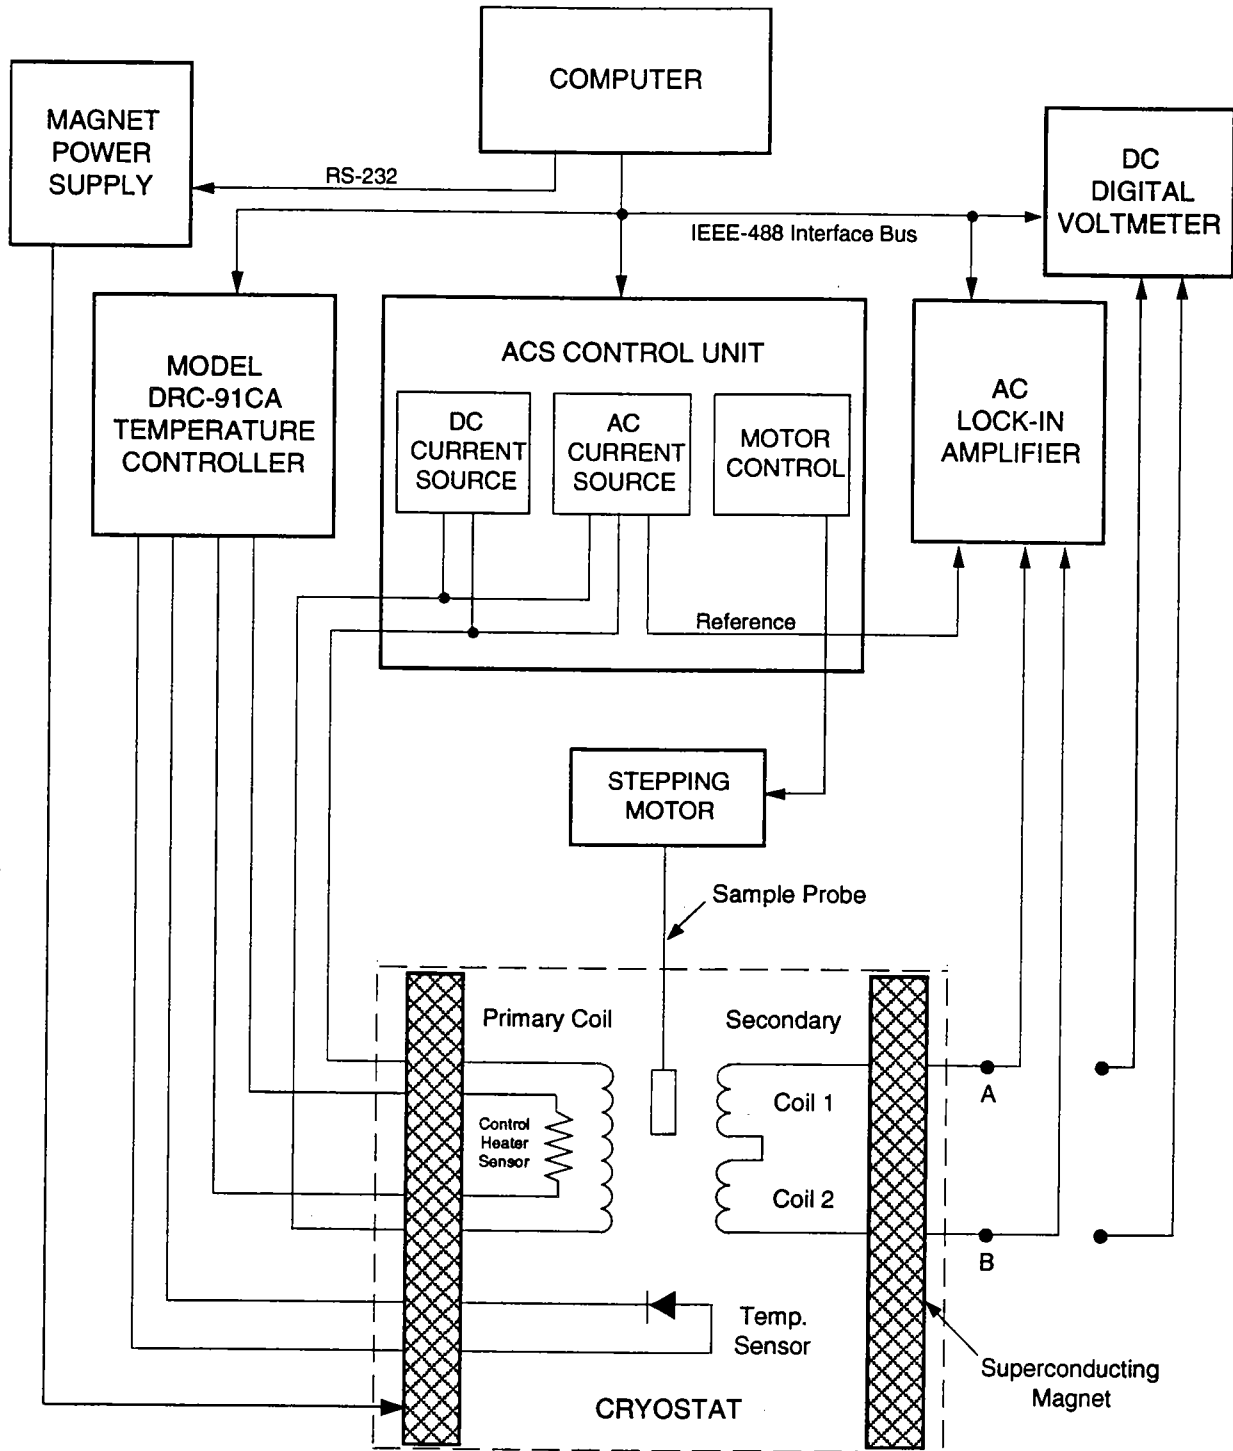 COMPUTER
MAGNET
POWER
SUPPLY
RS-232
DC
DIGITAL
VOLTMETER
IEEE-488 Interface Bus
MODEL
DRC-91CA
TEMPERATURE
CONTROLLER
ACS CONTROL UNIT
DC
CURRENT
SOURCE
AC
CURRENT
SOURCE
MOTOR
CONTROL
AC
LOCK-IN
AMPLIFIER
Reference
STEPPING
MOTOR
Sample Probe
Primary Coil
Secondary
Control
Heater
Sensor
Coil 1
Coil 2
A
B
Temp.
Sensor
Superconducting
Magnet
CRYOSTAT